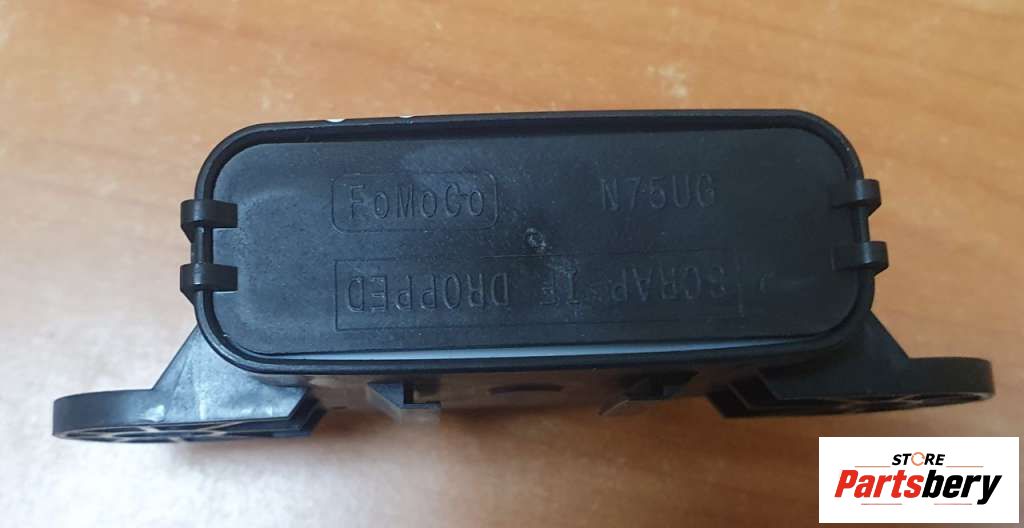 FoMoCo N75UG
SCRAP IF DROPPED
STORE
Partsbery